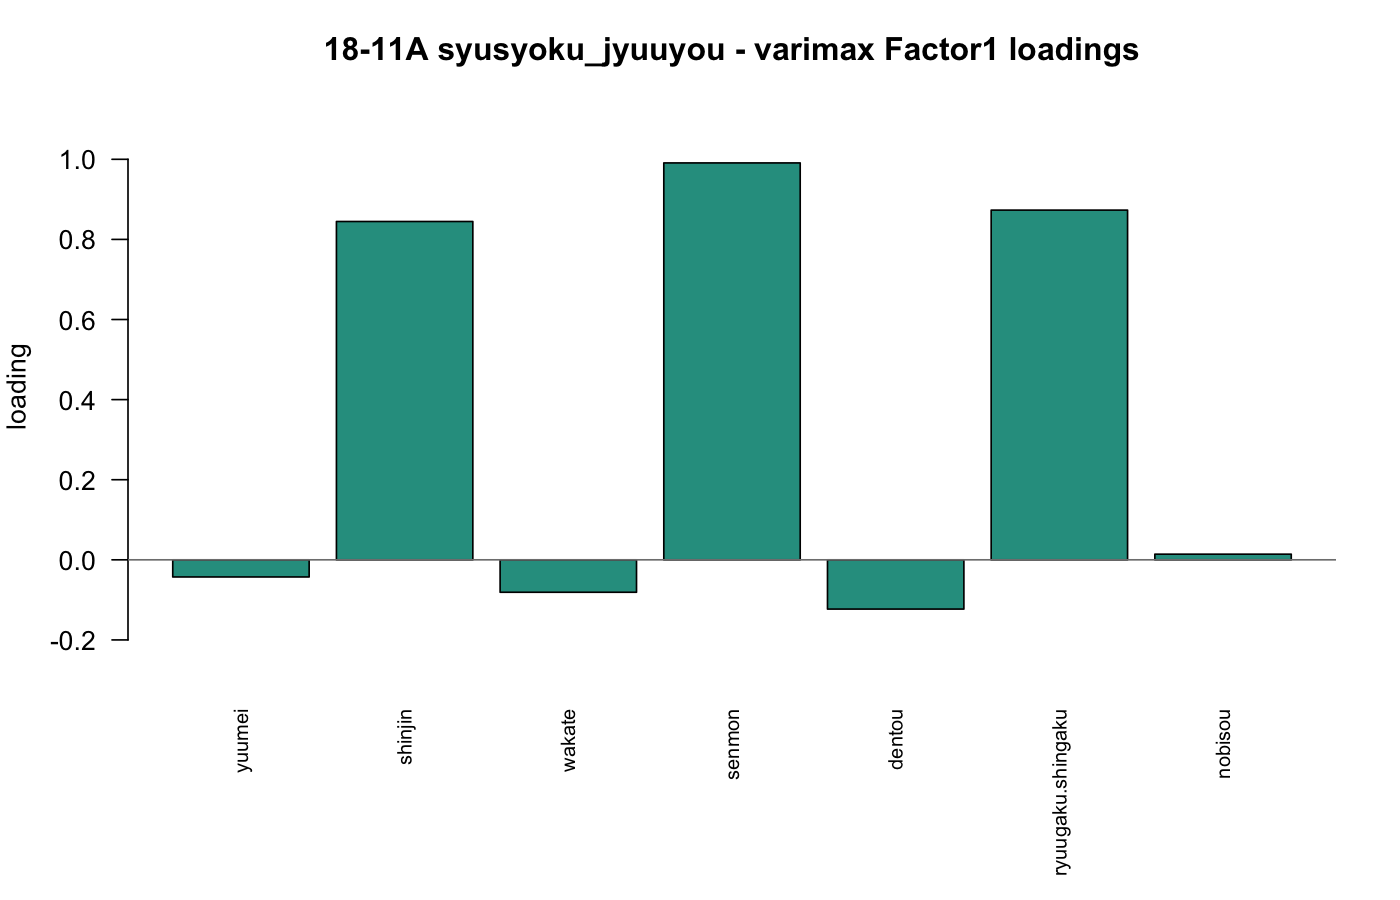 18-11A syusyoku_jyuuyou - varimax Factor1 loadings
loading
1.0
0.8
0.6
0.4
0.2
0.0
-0.2
yuumei
shinjin
wakate
senmon
dentou
ryuugaku.shingaku
nobisou